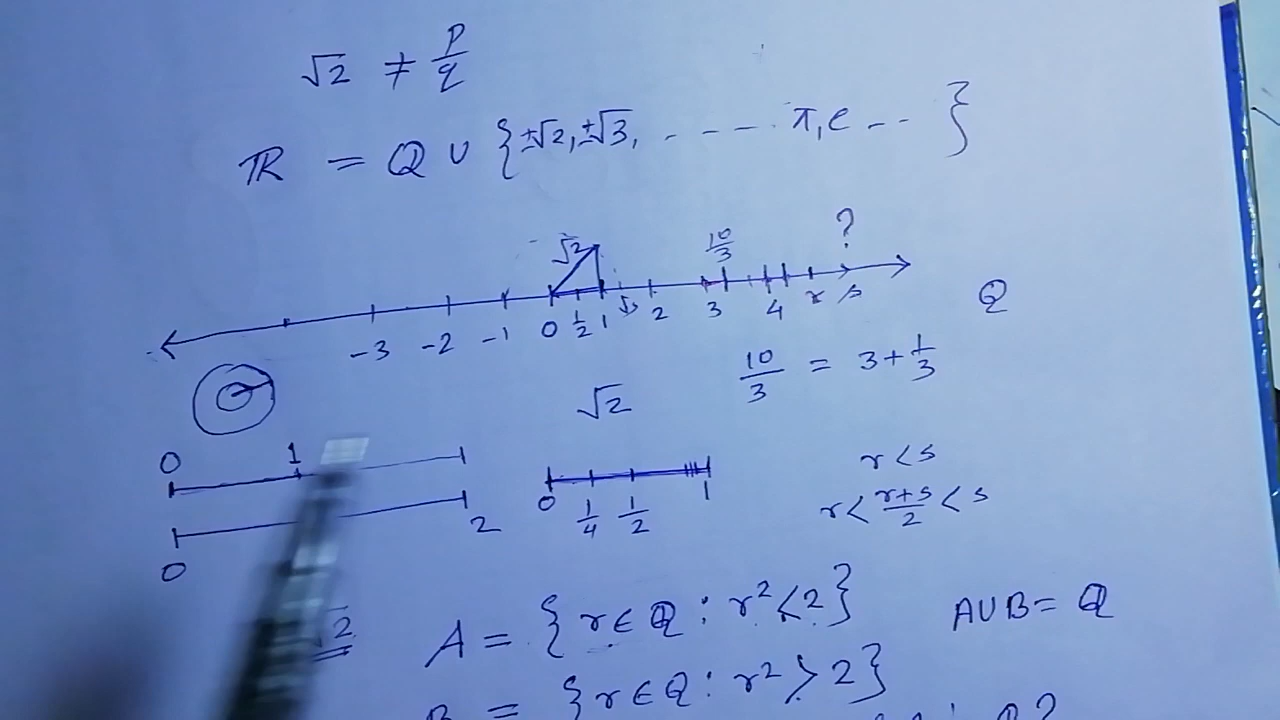 √2 ≠ p/q
ℝ = Q ∪ {±√2, ±√3, - - - - π, e - - }
√2 10/3 ?
-3 -2 -1 0 1/2 1 2 3 4 r s Q
10/3 = 3 + 1/3
√2
0 1
0 1/4 1/2 1
r < s
0 2
r < r+s/2 < s
√2 A = {r ∈ Q : r² < 2} A∪B = Q
B = {r ∈ Q : r² > 2}